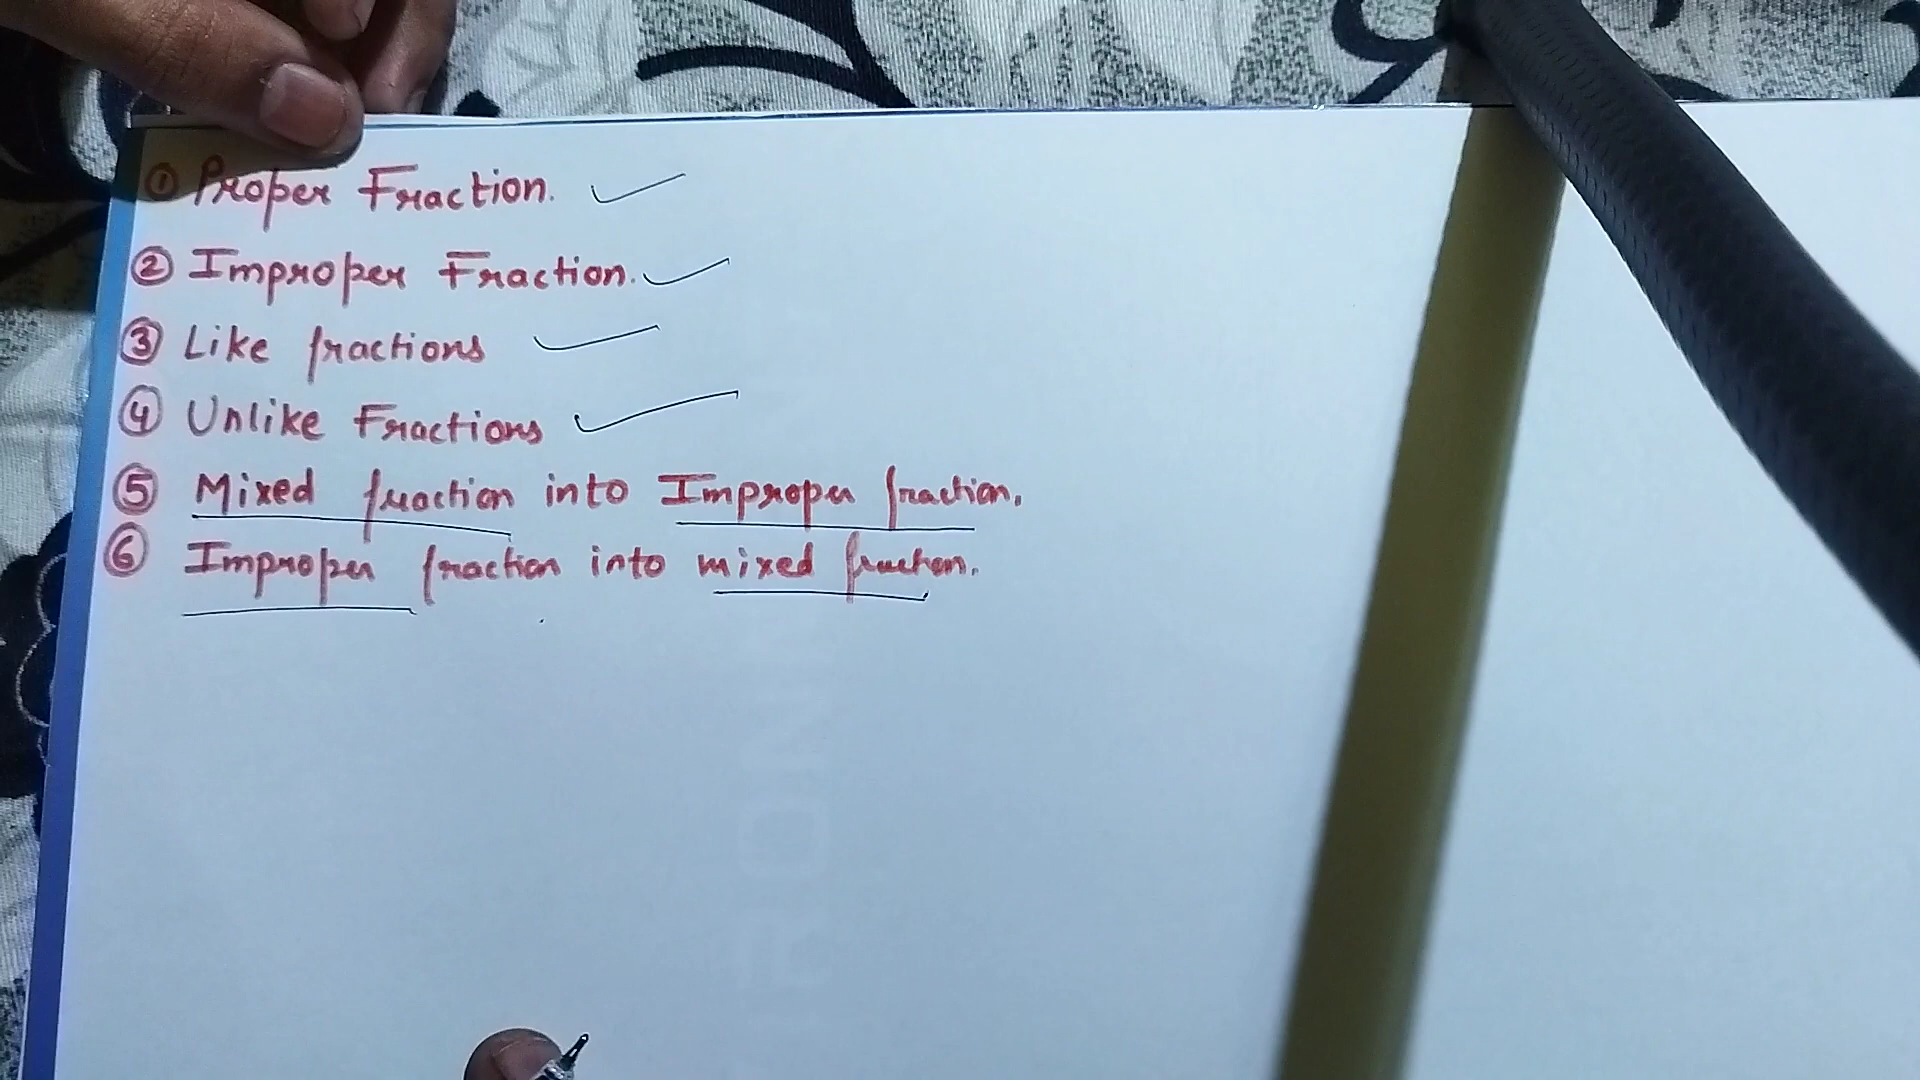 ① Proper Fraction.
② Improper Fraction.
③ Like fractions
④ Unlike Fractions
⑤ Mixed fraction into Improper fraction.
⑥ Improper fraction into mixed fraction.